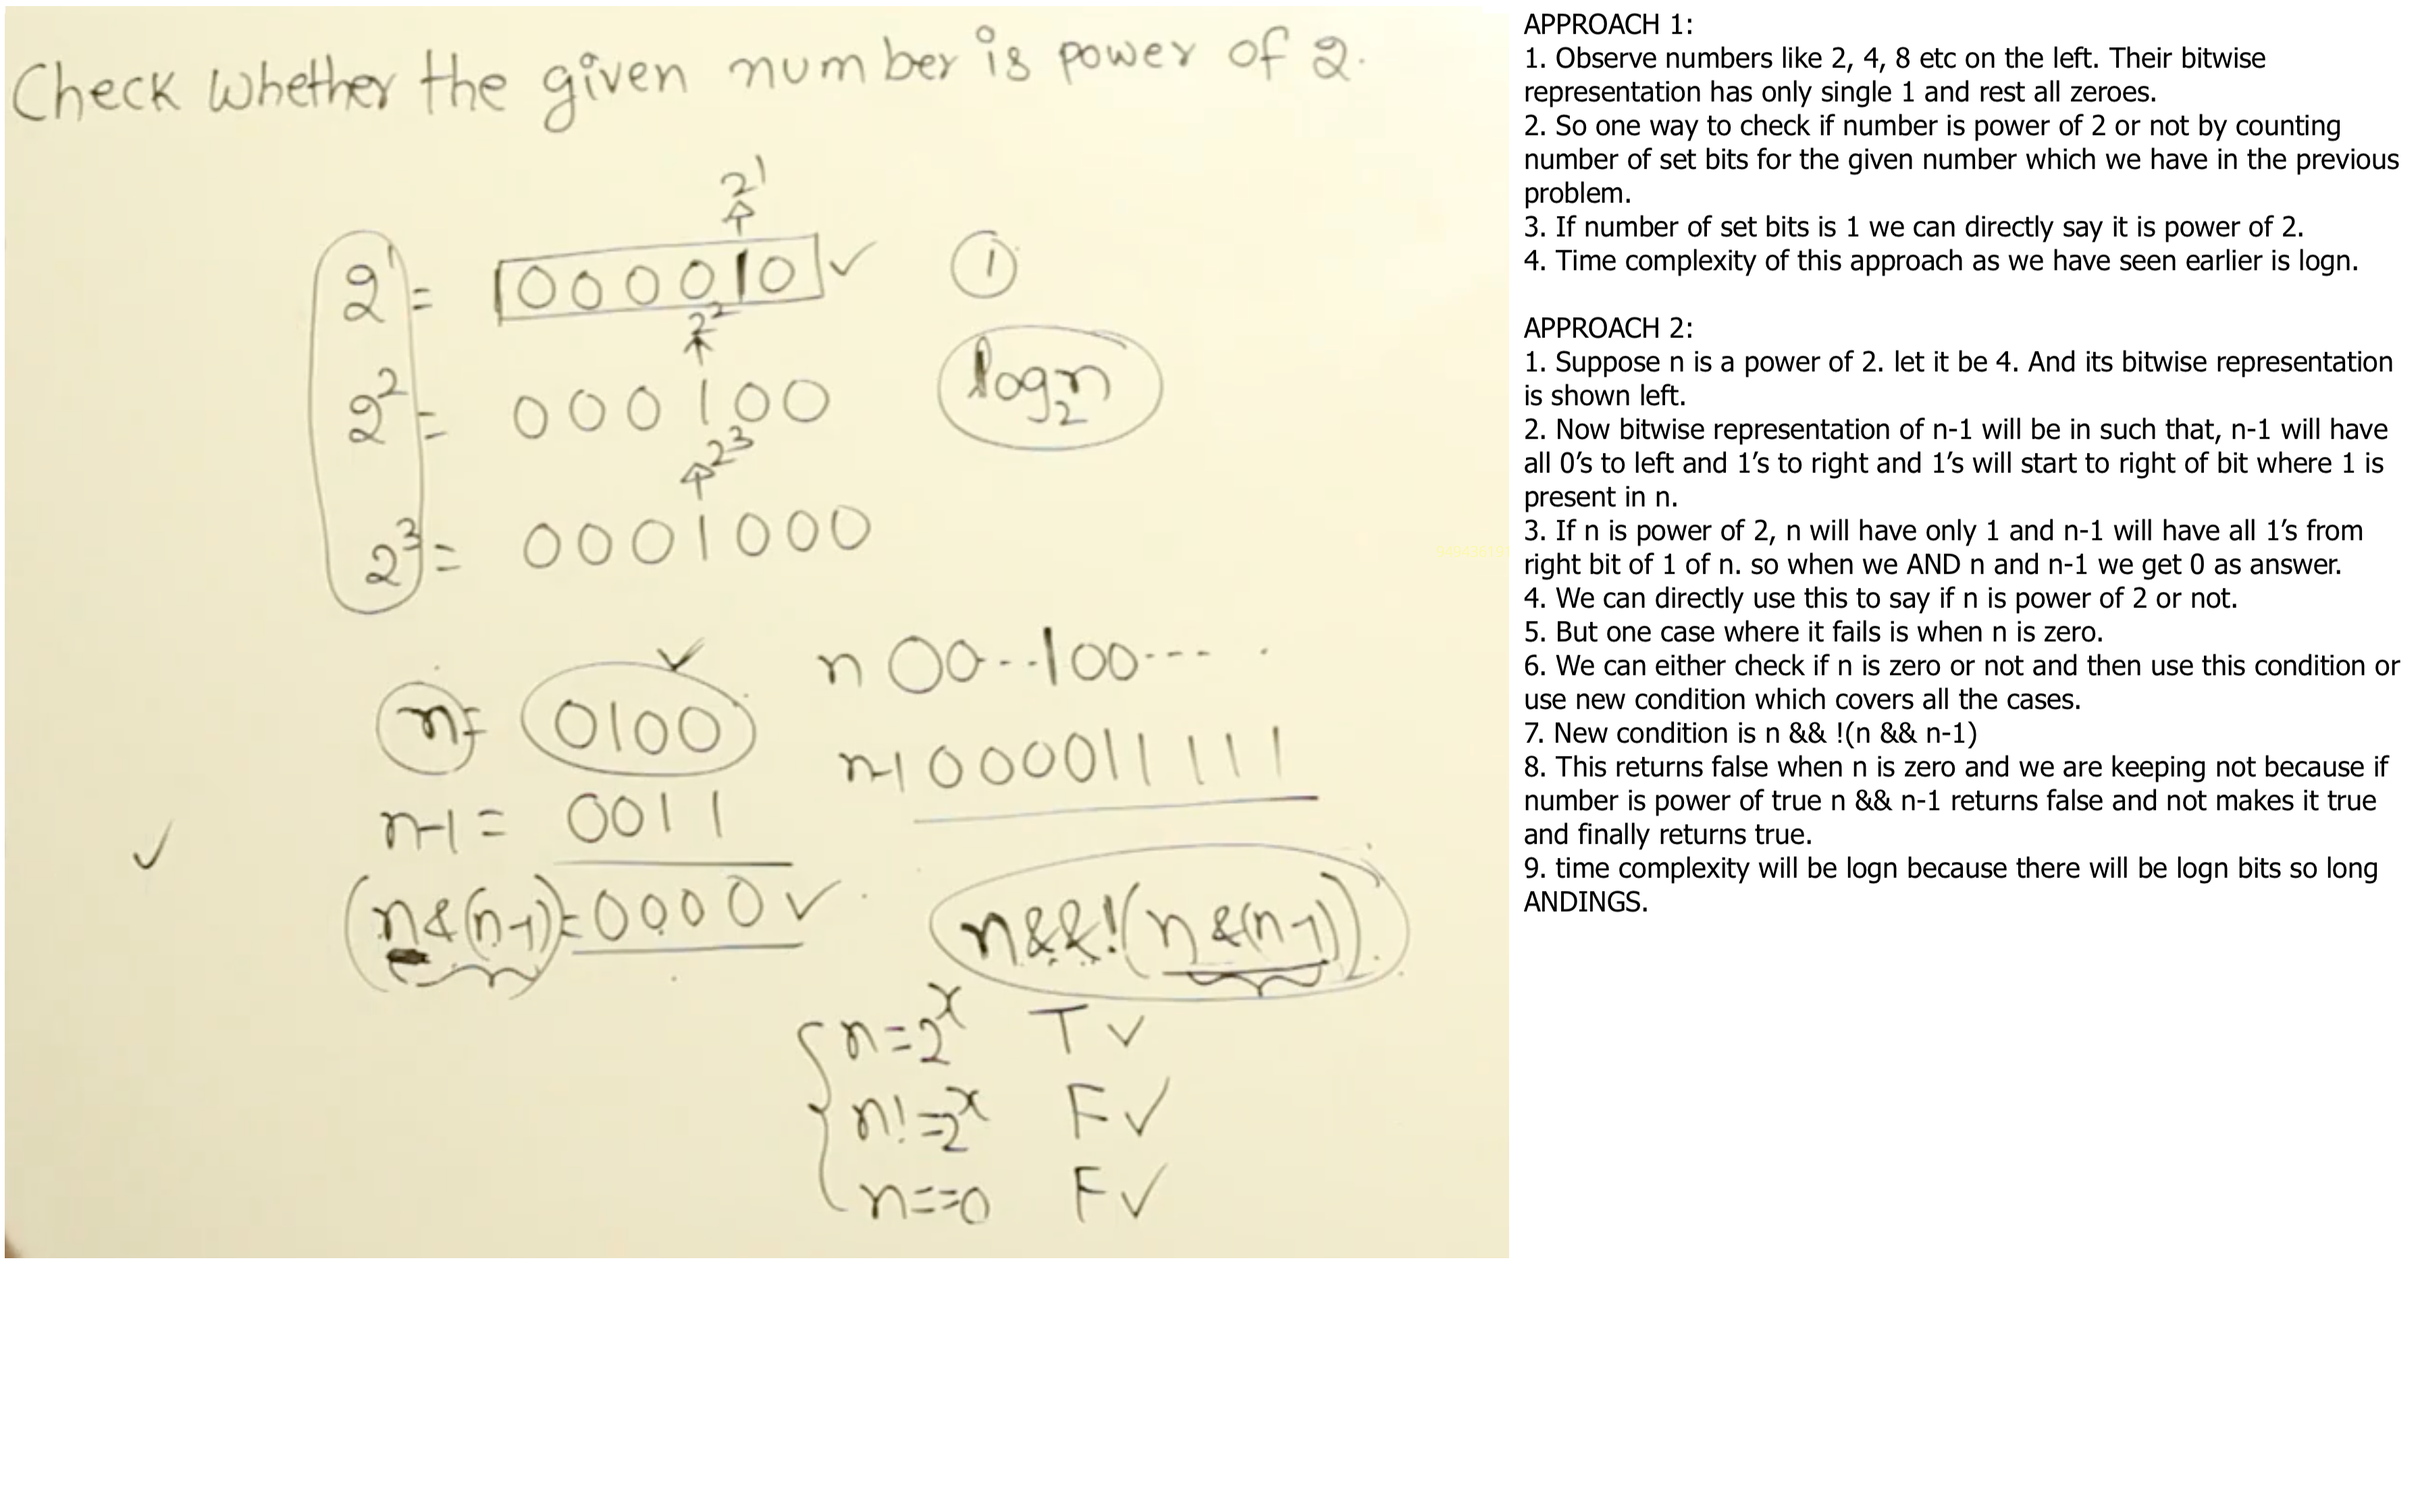 Check whether the given number is power of 2.
2^1
2^1 = 0000010 ①
2^2
2^2 = 000100 log₂n
2^3
2^3 = 0001000
n= 0100 n 00--100---
n-1= 0011 n-1 000011111
(n&(n-1))=0000 n&&!(n&(n-1))
n=2^x T
n!=2^x F
n==0 F
APPROACH 1:
1. Observe numbers like 2, 4, 8 etc on the left. Their bitwise
representation has only single 1 and rest all zeroes.
2. So one way to check if number is power of 2 or not by counting
number of set bits for the given number which we have in the previous
problem.
3. If number of set bits is 1 we can directly say it is power of 2.
4. Time complexity of this approach as we have seen earlier is logn.
APPROACH 2:
1. Suppose n is a power of 2. let it be 4. And its bitwise representation
is shown left.
2. Now bitwise representation of n-1 will be in such that, n-1 will have
all 0’s to left and 1’s to right and 1’s will start to right of bit where 1 is
present in n.
3. If n is power of 2, n will have only 1 and n-1 will have all 1’s from
right bit of 1 of n. so when we AND n and n-1 we get 0 as answer.
4. We can directly use this to say if n is power of 2 or not.
5. But one case where it fails is when n is zero.
6. We can either check if n is zero or not and then use this condition or
use new condition which covers all the cases.
7. New condition is n && !(n && n-1)
8. This returns false when n is zero and we are keeping not because if
number is power of true n && n-1 returns false and not makes it true
and finally returns true.
9. time complexity will be logn because there will be logn bits so long
ANDINGS.